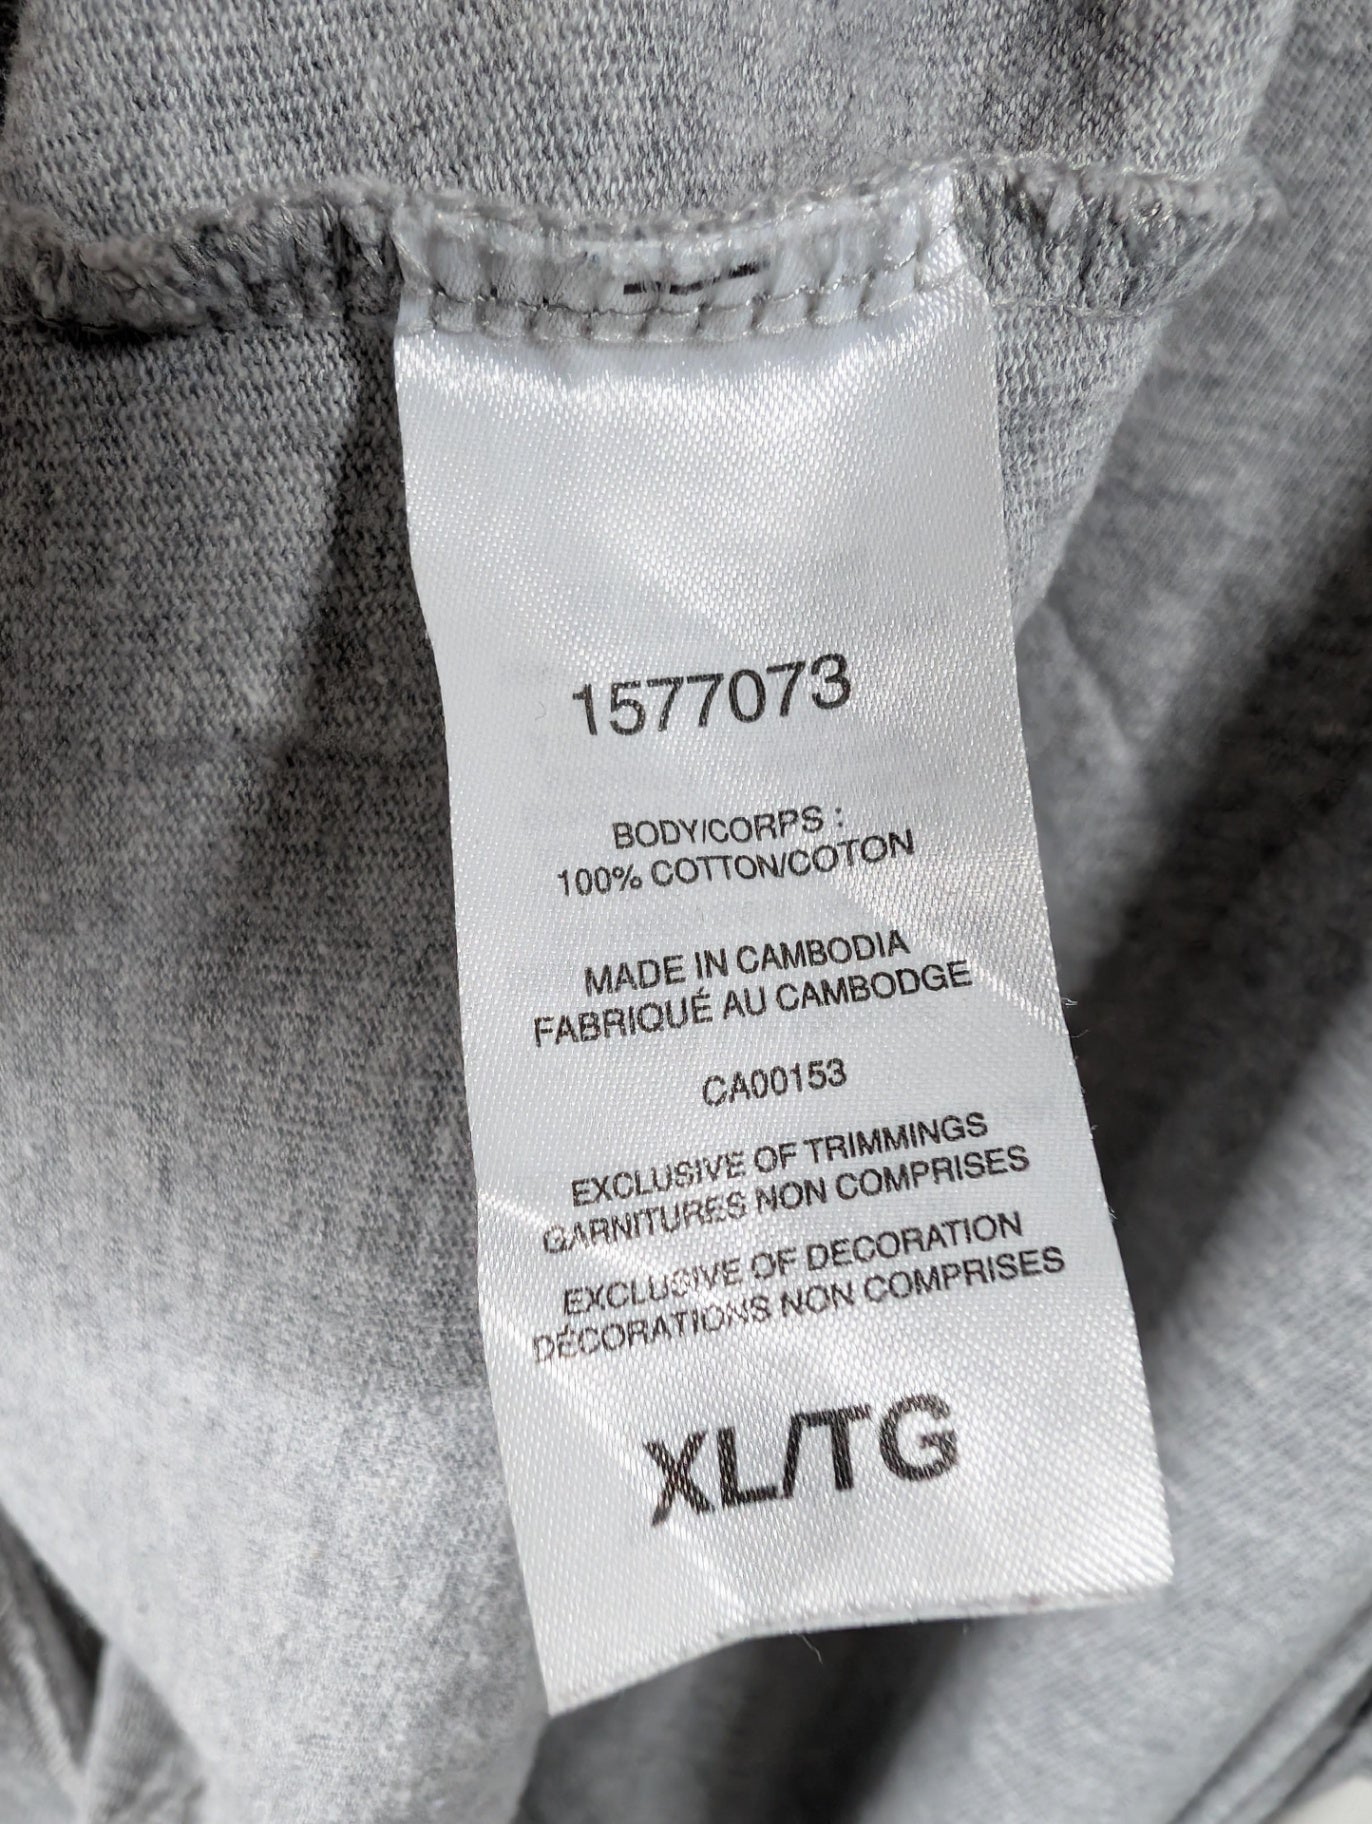 1577073
BODY/CORPS :
100% COTTON/COTON
MADE IN CAMBODIA
FABRIQUÉ AU CAMBODGE
CA00153
EXCLUSIVE OF TRIMMINGS
GARNITURES NON COMPRISES
EXCLUSIVE OF DECORATION
DÉCORATIONS NON COMPRISES
XL/TG